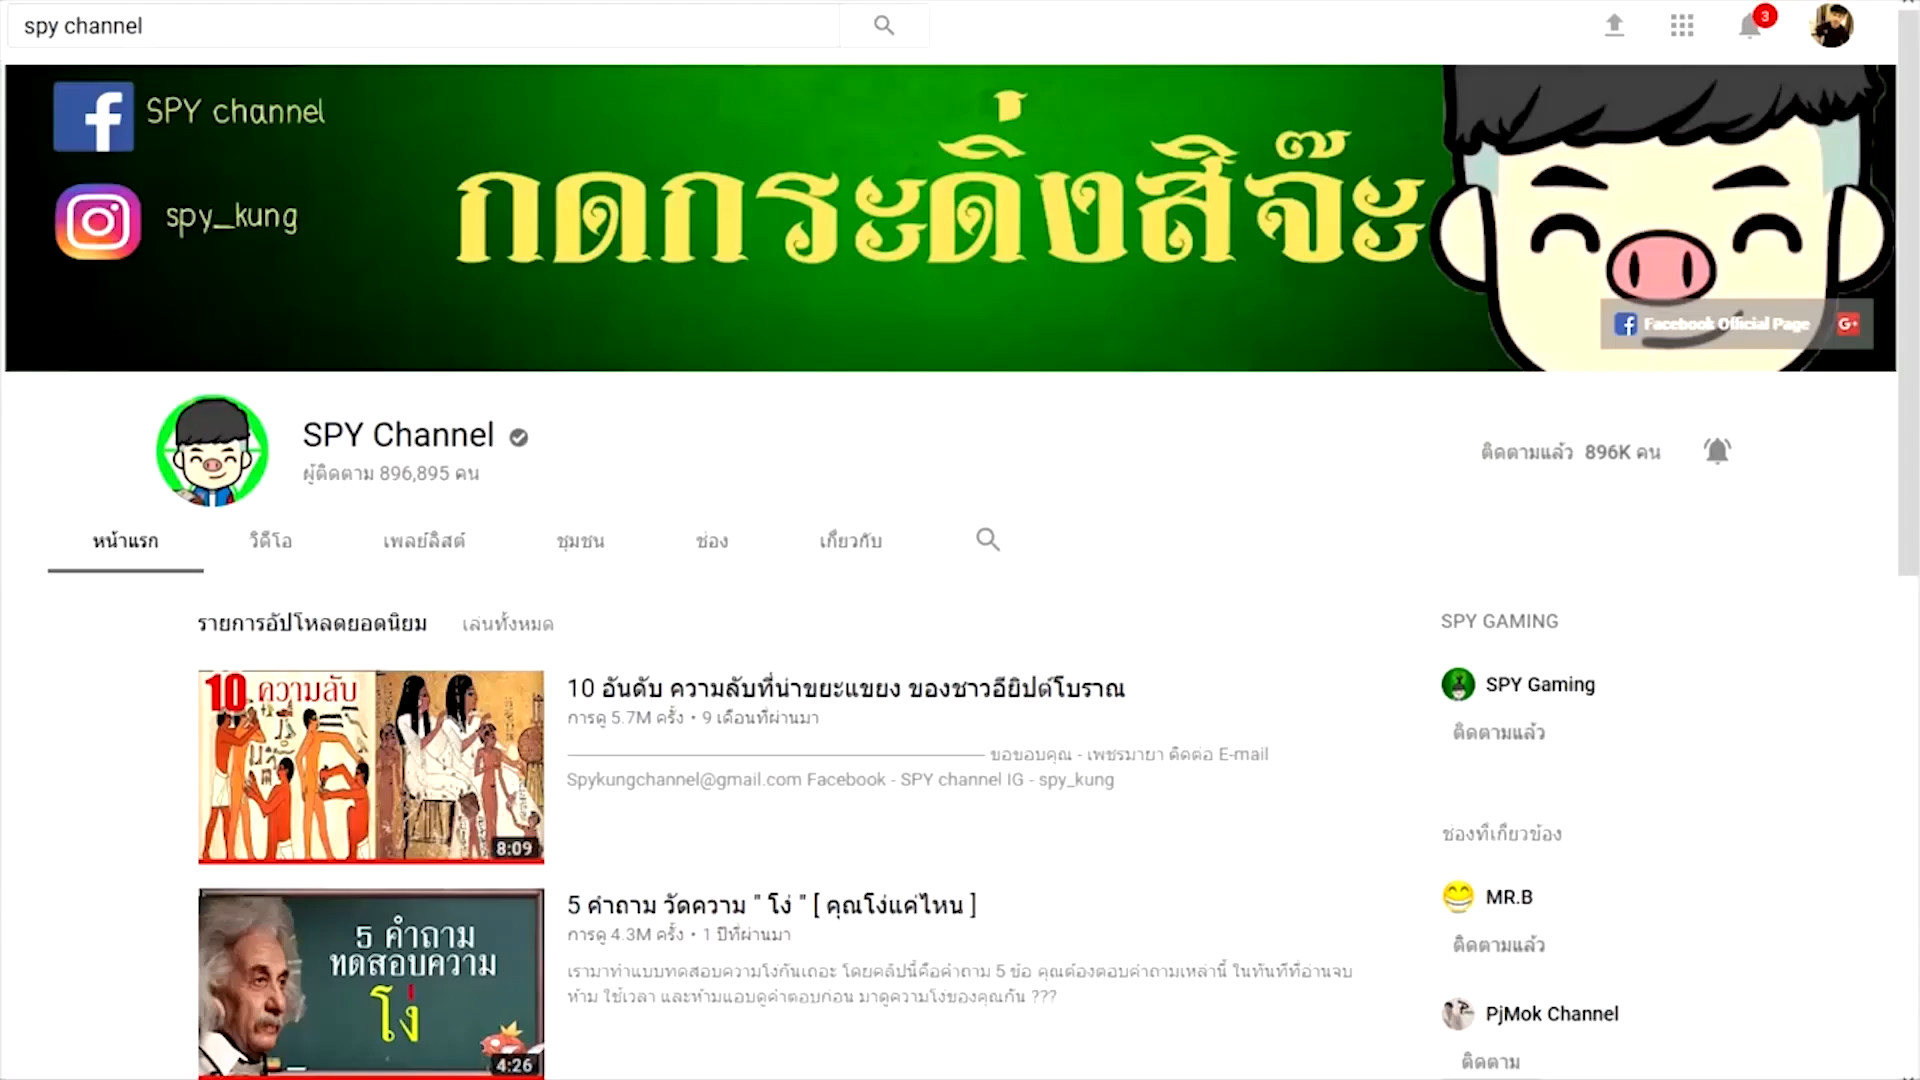 spy channel
3
SPY channel
spy_kung
กดกระดิ่งสิจ๊ะ
Facebook Official Page
G+
SPY Channel
ผู้ติดตาม 896,895 คน
ติดตามแล้ว 896K คน
หน้าแรก วิดีโอ เพลย์ลิสต์ ชุมชน ช่อง เกี่ยวกับ
รายการอัปโหลดยอดนิยม เล่นทั้งหมด
10 ความลับ
8:09
10 อันดับ ความลับที่น่าขยะแขยง ของชาวอียิปต์โบราณ
การดู 5.7M ครั้ง • 9 เดือนที่ผ่านมา
ขอขอบคุณ - เพชรมายา ติดต่อ E-mail
Spykungchannel@gmail.com Facebook - SPY channel IG - spy_kung
5 คำถาม
ทดสอบความ
โง่
4:26
5 คำถาม วัดความ " โง่ " [ คุณโง่แค่ไหน ]
การดู 4.3M ครั้ง • 1 ปีที่ผ่านมา
เรามาทำแบบทดสอบความโง่กันเถอะ โดยคลิปนี้คือคำถาม 5 ข้อ คุณต้องตอบคำถามเหล่านี้ ในทันทีที่อ่านจบ
ห้าม ใช้เวลา และห้ามแอบดูคำตอบก่อน มาดูความโง่ของคุณกัน ???
SPY GAMING
SPY Gaming
ติดตามแล้ว
ช่องที่เกี่ยวข้อง
MR.B
ติดตามแล้ว
PjMok Channel
ติดตาม